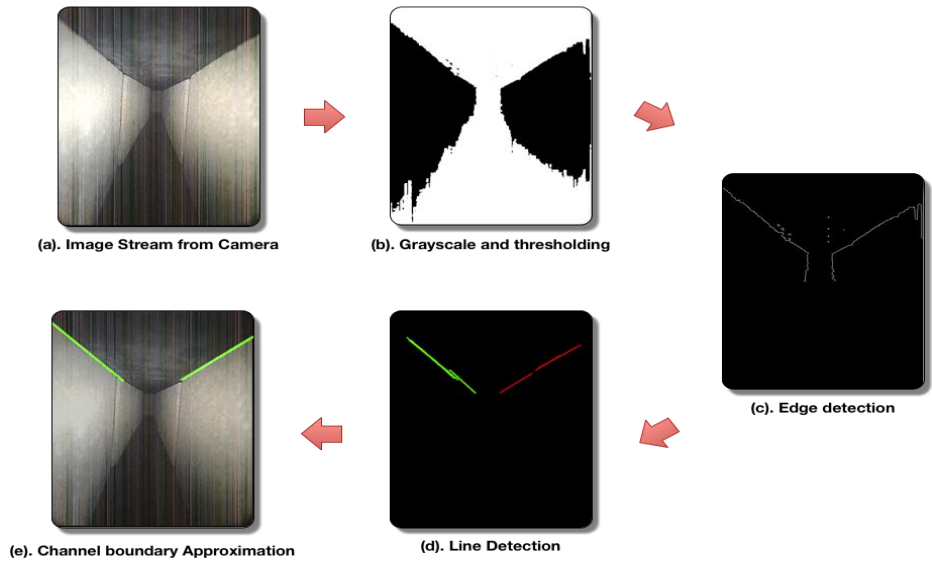 (a). Image Stream from Camera
(b). Grayscale and thresholding
(c). Edge detection
(d). Line Detection
(e). Channel boundary Approximation